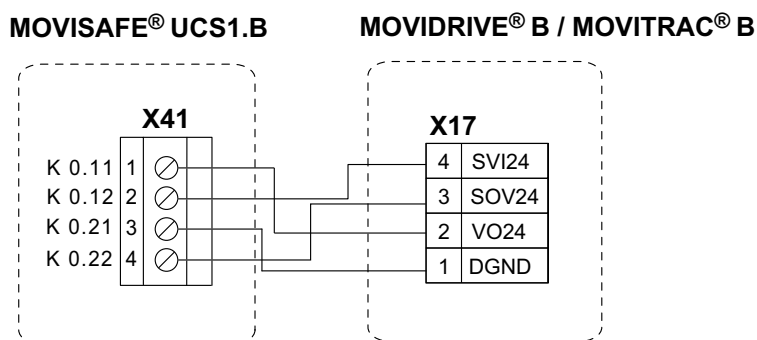 MOVISAFE® UCS1.B MOVIDRIVE® B / MOVITRAC® B
X41 X17
K 0.11 1 4 SVI24
K 0.12 2 3 SOV24
K 0.21 3 2 VO24
K 0.22 4 1 DGND